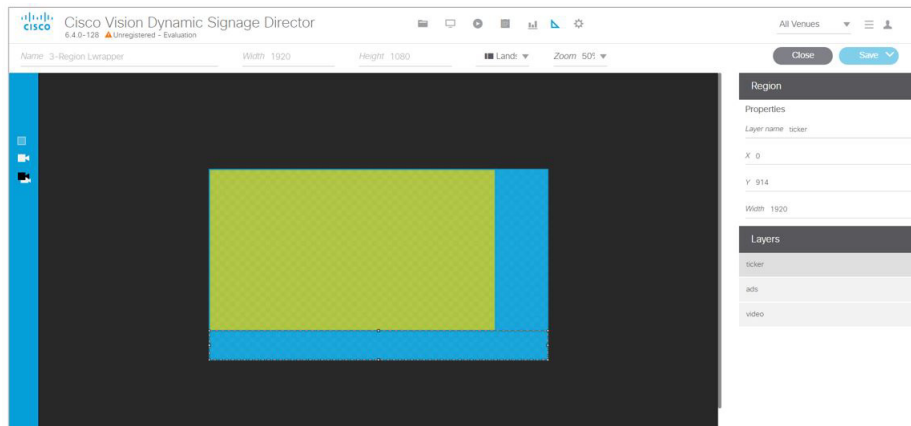 CISCO
Cisco Vision Dynamic Signage Director
6.4.0-128 Unregistered - Evaluation
All Venues
Name 3-Region Lwrapper
Width 1920
Height 1080
Land:
Zoom 50%
Close
Save
Region
Properties
Layer name ticker
X 0
Y 914
Width 1920
Layers
ticker
ads
video